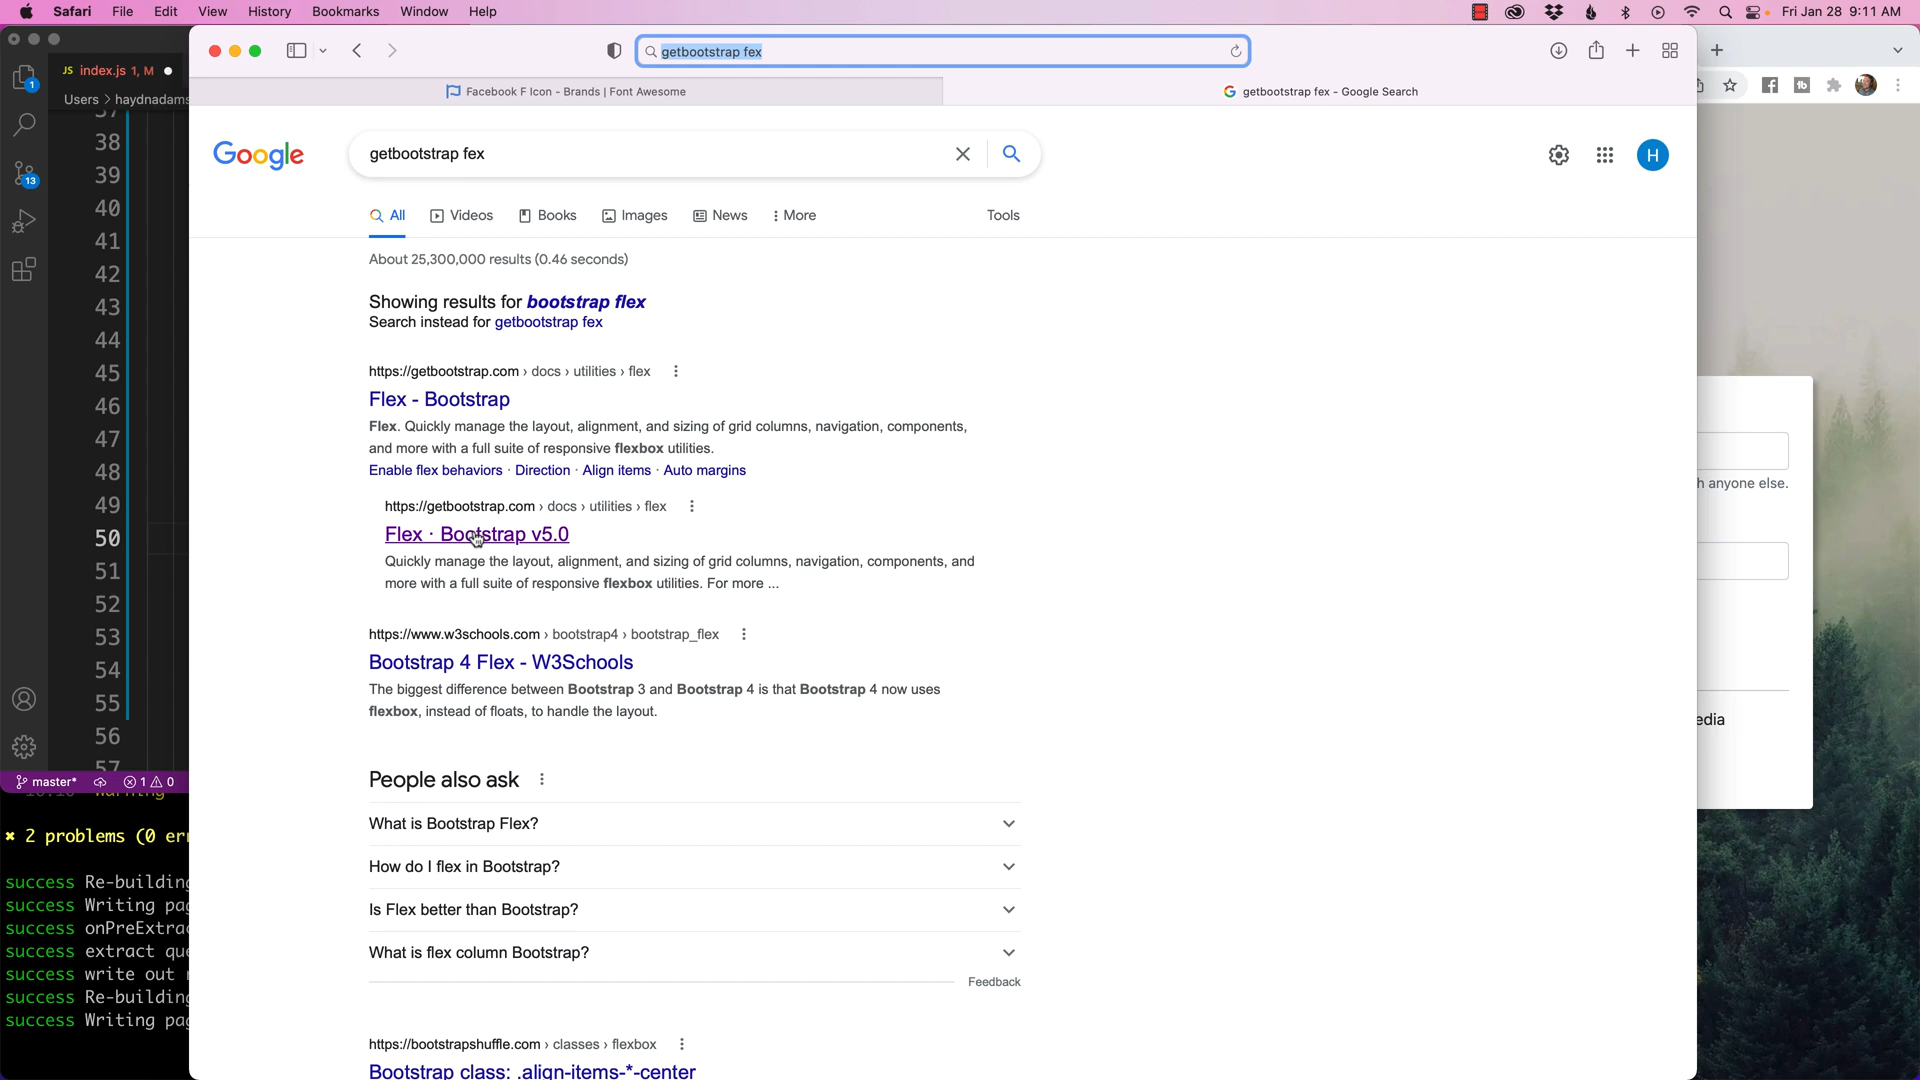 Safari File Edit View History Bookmarks Window Help Fri Jan 28 9:11 AM
getbootstrap fex
JS index.js 1, M
Users > haydnadams
Facebook F Icon - Brands | Font Awesome
getbootstrap fex - Google Search
Google
getbootstrap fex
H
All Videos Books Images News More Tools
About 25,300,000 results (0.46 seconds)
Showing results for bootstrap flex
Search instead for getbootstrap fex
https://getbootstrap.com › docs › utilities › flex
Flex - Bootstrap
Flex. Quickly manage the layout, alignment, and sizing of grid columns, navigation, components,
and more with a full suite of responsive flexbox utilities.
Enable flex behaviors · Direction · Align items · Auto margins
https://getbootstrap.com › docs › utilities › flex
Flex · Bootstrap v5.0
Quickly manage the layout, alignment, and sizing of grid columns, navigation, components, and
more with a full suite of responsive flexbox utilities. For more ...
https://www.w3schools.com › bootstrap4 › bootstrap_flex
Bootstrap 4 Flex - W3Schools
The biggest difference between Bootstrap 3 and Bootstrap 4 is that Bootstrap 4 now uses
flexbox, instead of floats, to handle the layout.
People also ask
What is Bootstrap Flex?
How do I flex in Bootstrap?
Is Flex better than Bootstrap?
What is flex column Bootstrap?
Feedback
https://bootstrapshuffle.com › classes › flexbox
Bootstrap class: .align-items-*-center
1
13
37
38
39
40
41
42
43
44
45
46
47
48
49
50
51
52
53
54
55
56
57
master* 1 0
warning
✖ 2 problems (0 er
success Re-building
success Writing pag
success onPreExtrac
success extract que
success write out r
success Re-building
success Writing pag
h anyone else.
edia